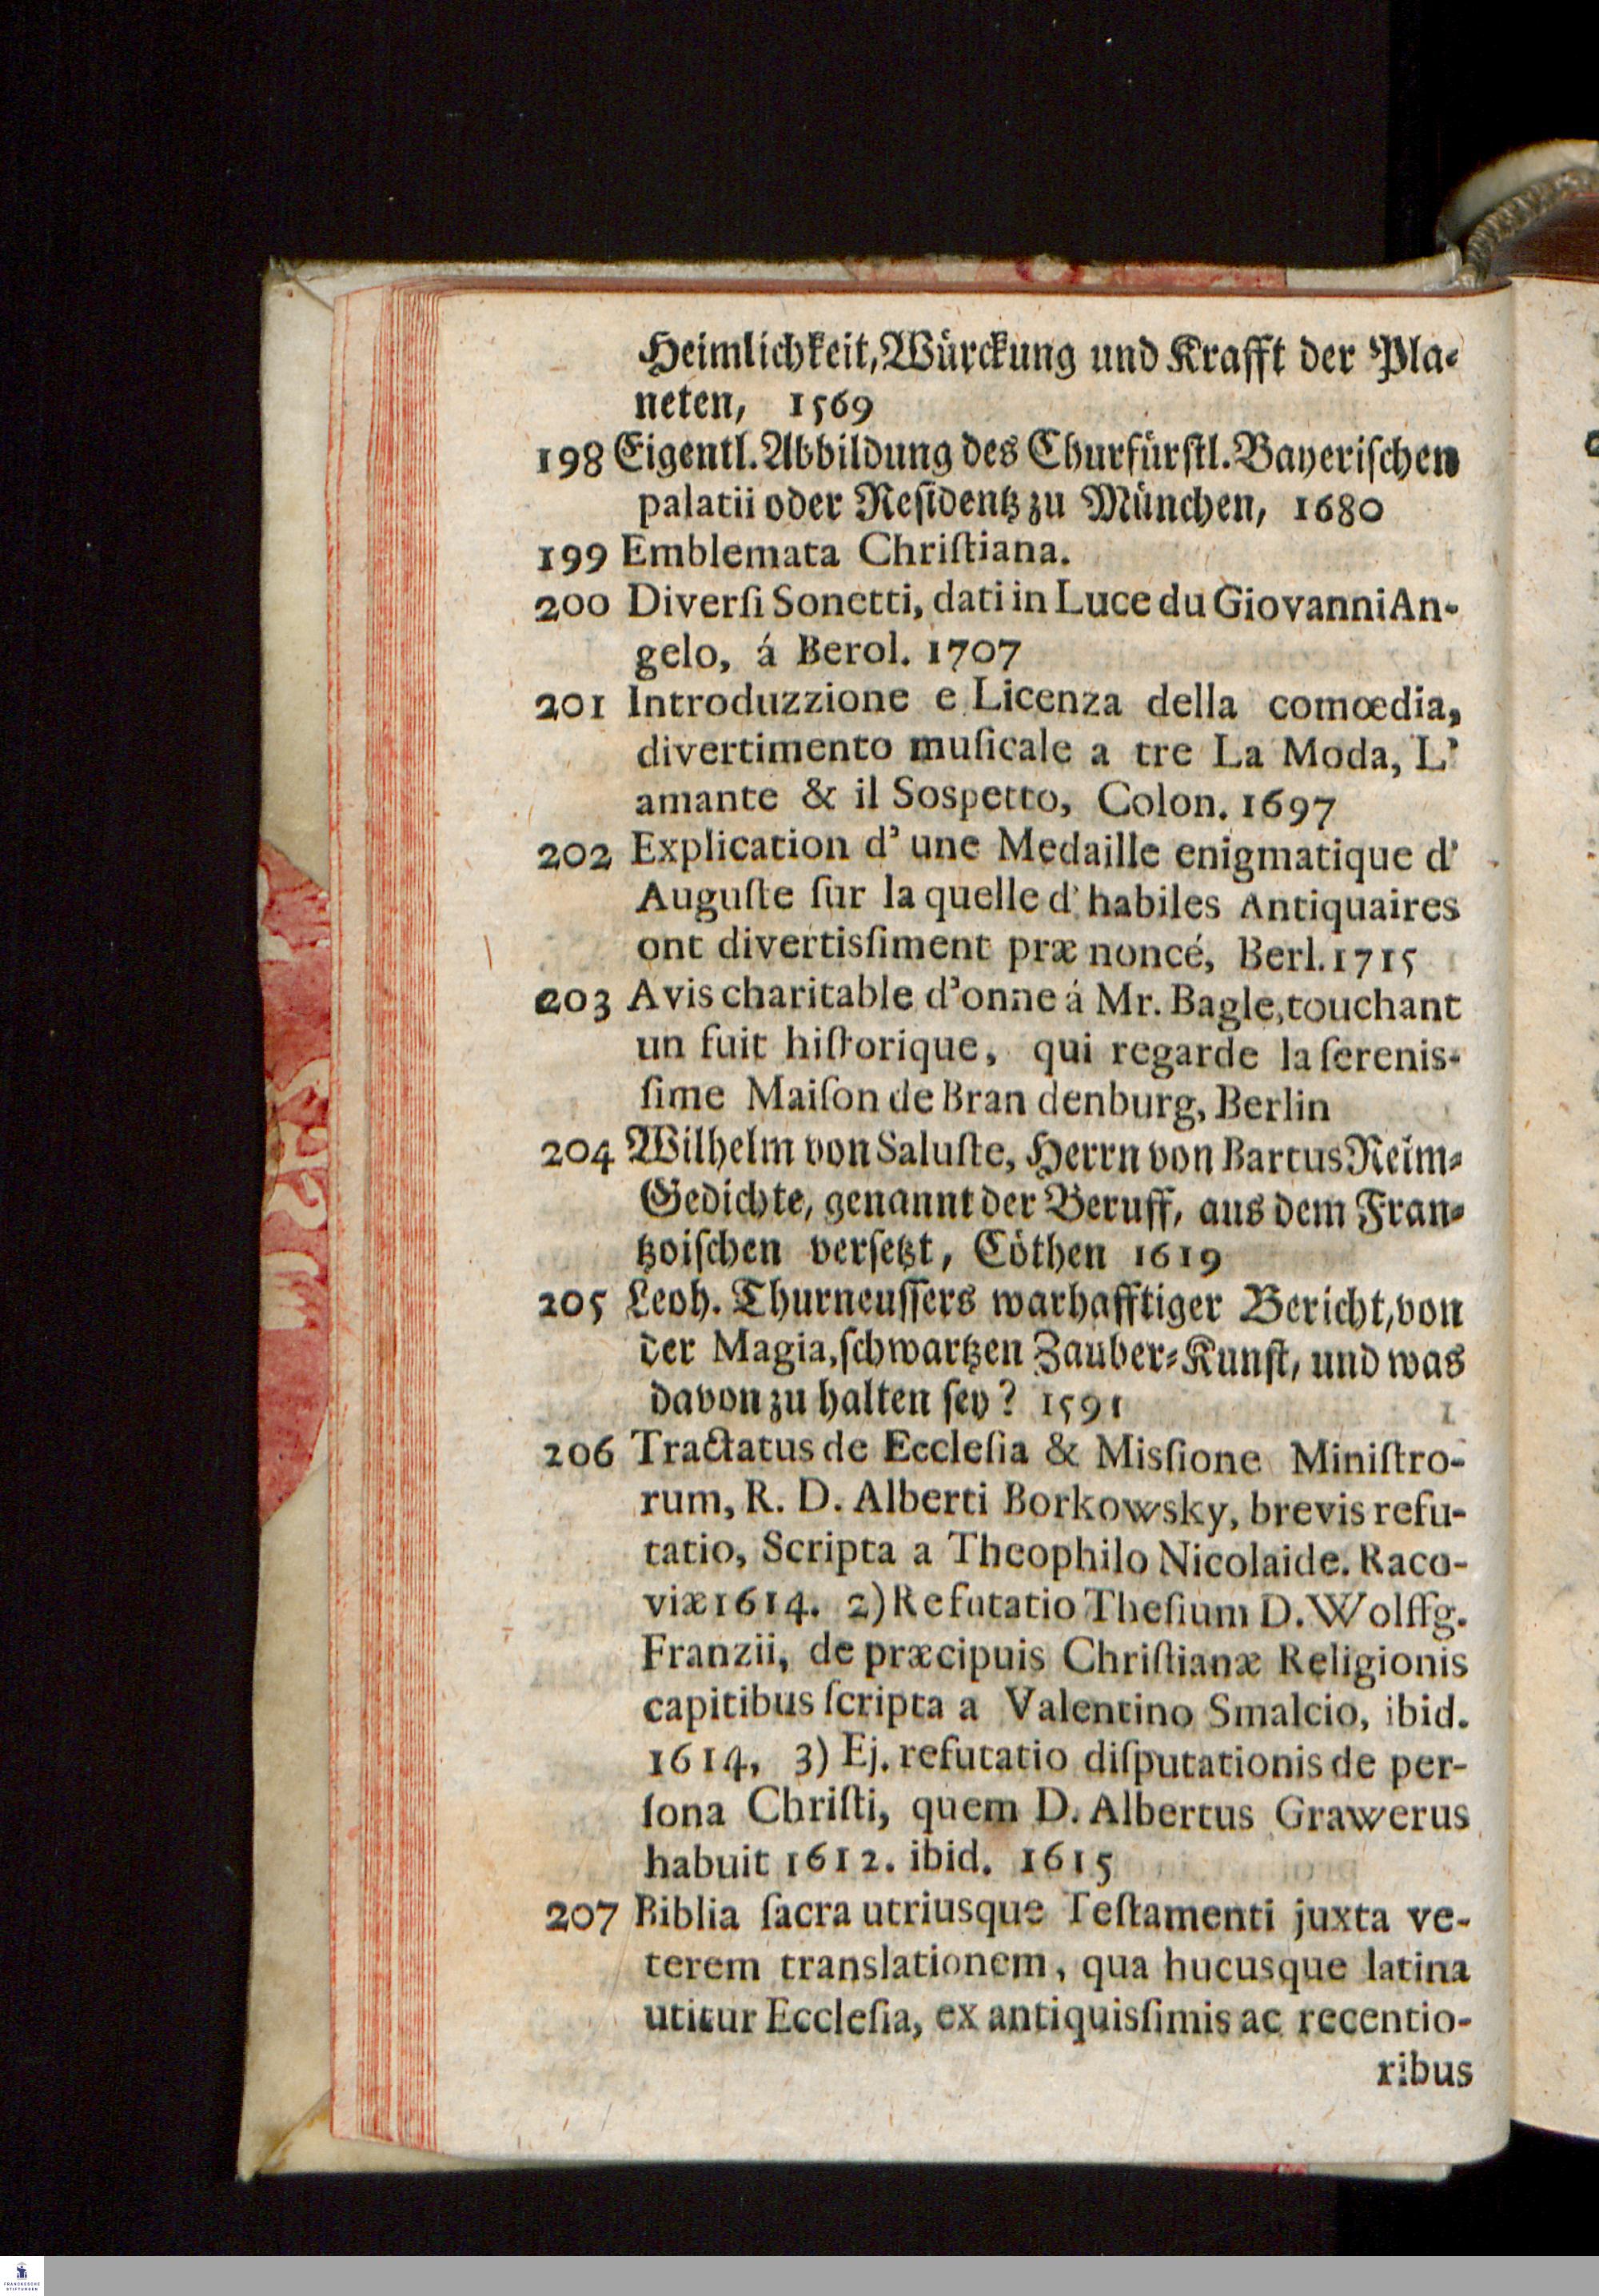 Heimlichkeit, Würckung und Krafft der Pla-
neten, 1569
198 Eigentl. Abbildung des Churfürſtl. Bayeriſchen
palatii oder Reſidentz zu München, 1680
199 Emblemata Chriſtiana.
200 Diverſi Sonetti, dati in Luce du Giovanni An-
gelo, á Berol. 1707
201 Introduzzione e Licenza della comœdia,
divertimento muſicale a tre La Moda, L'
amante & il Sospetto, Colon. 1697
202 Explication d' une Medaille enigmatique d'
Auguſte ſur la quelle d' habiles Antiquaires
ont divertisſiment præ noncé, Berl. 1715
203 Avis charitable d'onne á Mr. Bagle, touchant
un fuit hiſtorique, qui regarde la ſerenis-
ſime Maiſon de Bran denburg, Berlin
204 Wilhelm von Saluſte, Herrn von Bartus Reim-
Gedichte, genannt der Beruff, aus dem Fran-
tzoiſchen verſetzt, Cöthen 1619
205 Leoh. Thurneuſſers warhafftiger Bericht, von
der Magia, ſchwartzen Zauber-Kunſt, und was
davon zu halten ſey? 1591
206 Tractatus de Eccleſia & Misſione Miniſtro-
rum, R. D. Alberti Borkowsky, brevis refu-
tatio, Scripta a Theophilo Nicolaide. Raco-
viæ 1614. 2) Refutatio Theſium D. Wolffg.
Franzii, de præcipuis Chriſtianæ Religionis
capitibus ſcripta a Valentino Smalcio, ibid.
1614, 3) Ej. refutatio diſputationis de per-
ſona Chriſti, quem D. Albertus Grawerus
habuit 1612. ibid. 1615
207 Biblia ſacra utriusque Teſtamenti juxta ve-
terem translationem, qua hucusque latina
utitur Eccleſia, ex antiquisſimis ac recentio-
ribus
FRANCKESCHE
STIFTUNGEN